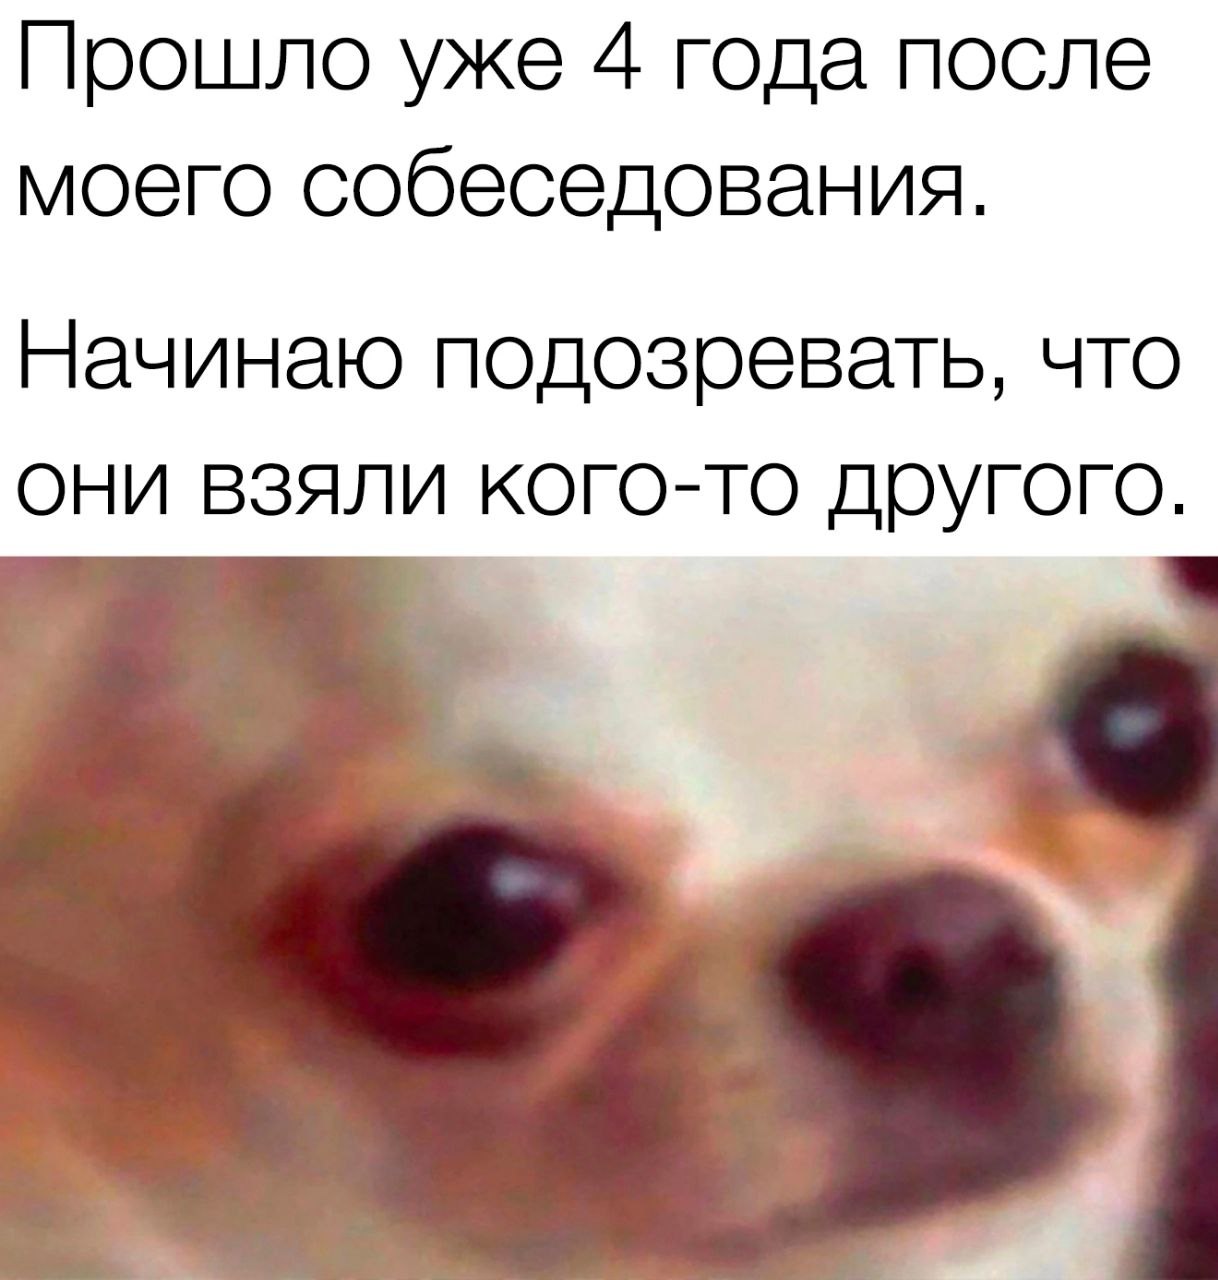 Прошло уже 4 года после
моего собеседования.
Начинаю подозревать, что
они взяли кого-то другого.